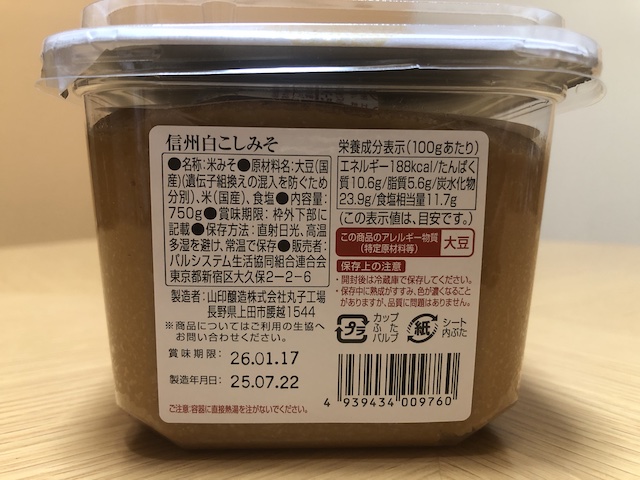 信州白こしみそ
●名称:米みそ●原材料名:大豆(国
産)(遺伝子組換えの混入を防ぐため
分別)、米(国産)、食塩●内容量:
750g●賞味期限:枠外下部に
記載●保存方法:直射日光、高温
多湿を避け、常温で保存●販売者:
パルシステム生活協同組合連合会
東京都新宿区大久保2-2-6
製造者:山印醸造株式会社丸子工場
長野県上田市腰越1544
※商品についてはご利用の生協へ
お問い合わせください。
賞味期限: 26.01.17
製造年月日: 25.07.22
ご注意:容器に直接熱湯を注がないでください。
栄養成分表示(100gあたり)
エネルギー188kcal/たんぱく
質10.6g/脂質5.6g/炭水化物
23.9g/食塩相当量11.7g
(この表示値は、目安です。)
この商品のアレルギー物質
(特定原材料等)
大豆
保存上の注意
・開封後は冷蔵庫で保存してください。
・保存中に熟成がすすみ、色が濃くなること
がありますが、品質に問題はありません。
プラ
カップ
ふた
バルブ
紙
シート
内ぶた
4 939434 009760